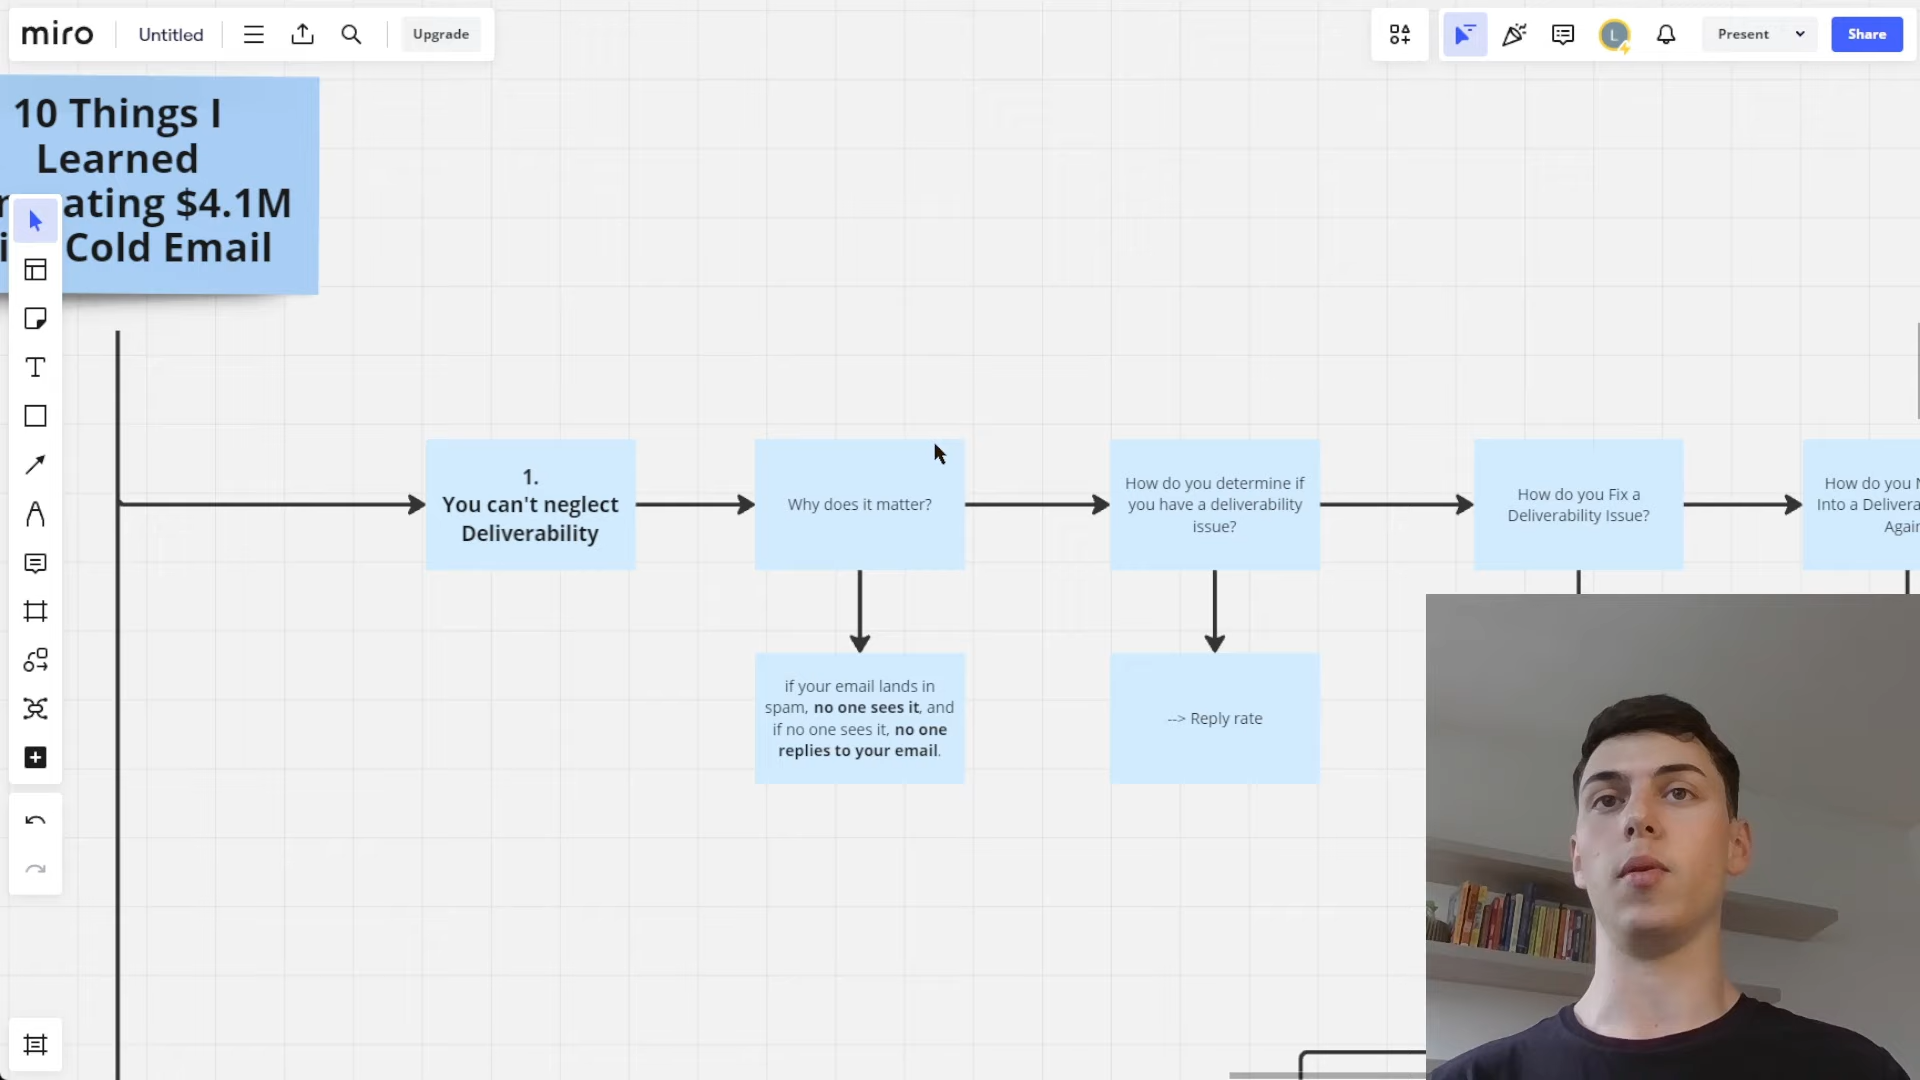 miro
Untitled
Upgrade
L
Present
Share
10 Things I
Learned
ating $4.1M
Cold Email
1.
You can't neglect
Deliverability
Why does it matter?
How do you determine if
you have a deliverability
issue?
How do you Fix a
Deliverability Issue?
How do you
Into a
if your email lands in
spam, no one sees it, and
if no one sees it, no one
replies to your email.
--> Reply rate